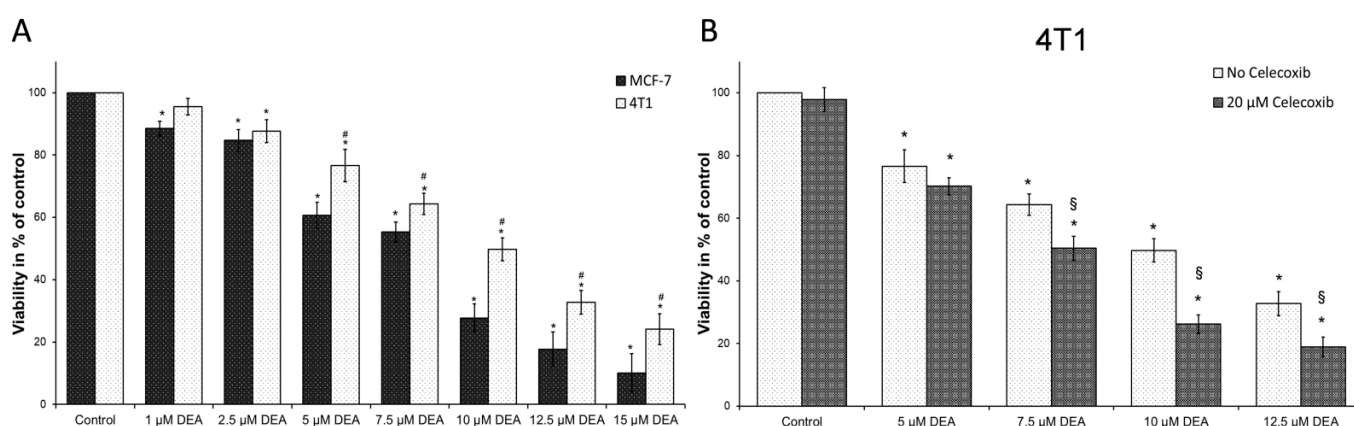 A
Viability in % of control
100
80
60
40
20
0
MCF-7
4T1
*
* *
* # *
* # *
* # *
* # *
* # *
Control 1 µM DEA 2.5 µM DEA 5 µM DEA 7.5 µM DEA 10 µM DEA 12.5 µM DEA 15 µM DEA
B
4T1
Viability in % of control
100
80
60
40
20
0
No Celecoxib
20 µM Celecoxib
* *
* § *
* § *
* § *
Control 5 µM DEA 7.5 µM DEA 10 µM DEA 12.5 µM DEA